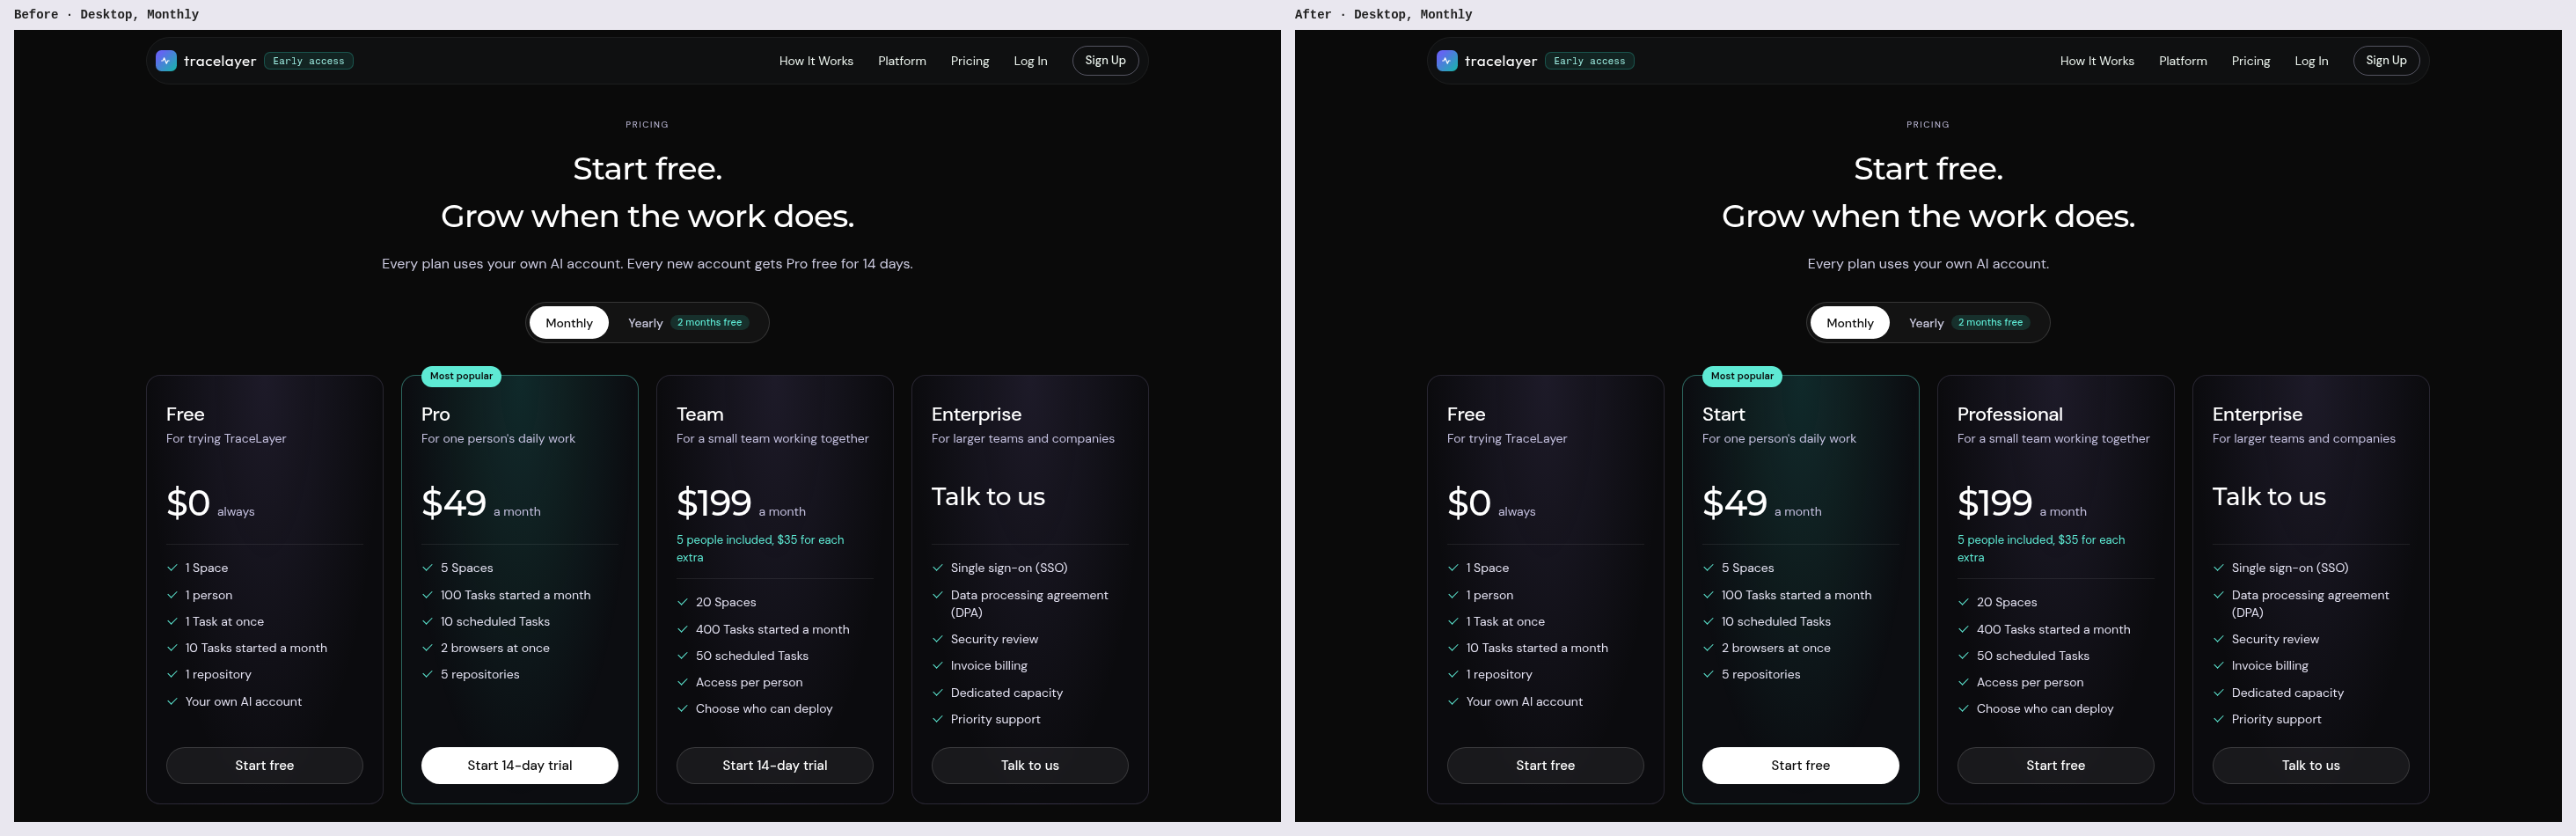 Before · Desktop, Monthly
tracelayer
Early access
How It Works
Platform
Pricing
Log In
Sign Up
PRICING
Start free.
Grow when the work does.
Every plan uses your own AI account. Every new account gets Pro free for 14 days.
Monthly
Yearly
2 months free
Free
For trying TraceLayer
$0 always
1 Space
1 person
1 Task at once
10 Tasks started a month
1 repository
Your own AI account
Start free
Most popular
Pro
For one person's daily work
$49 a month
5 Spaces
100 Tasks started a month
10 scheduled Tasks
2 browsers at once
5 repositories
Start 14-day trial
Team
For a small team working together
$199 a month
5 people included, $35 for each
extra
20 Spaces
400 Tasks started a month
50 scheduled Tasks
Access per person
Choose who can deploy
Start 14-day trial
Enterprise
For larger teams and companies
Talk to us
Single sign-on (SSO)
Data processing agreement
(DPA)
Security review
Invoice billing
Dedicated capacity
Priority support
Talk to us
After · Desktop, Monthly
tracelayer
Early access
How It Works
Platform
Pricing
Log In
Sign Up
PRICING
Start free.
Grow when the work does.
Every plan uses your own AI account.
Monthly
Yearly
2 months free
Free
For trying TraceLayer
$0 always
1 Space
1 person
1 Task at once
10 Tasks started a month
1 repository
Your own AI account
Start free
Most popular
Start
For one person's daily work
$49 a month
5 Spaces
100 Tasks started a month
10 scheduled Tasks
2 browsers at once
5 repositories
Start free
Professional
For a small team working together
$199 a month
5 people included, $35 for each
extra
20 Spaces
400 Tasks started a month
50 scheduled Tasks
Access per person
Choose who can deploy
Start free
Enterprise
For larger teams and companies
Talk to us
Single sign-on (SSO)
Data processing agreement
(DPA)
Security review
Invoice billing
Dedicated capacity
Priority support
Talk to us